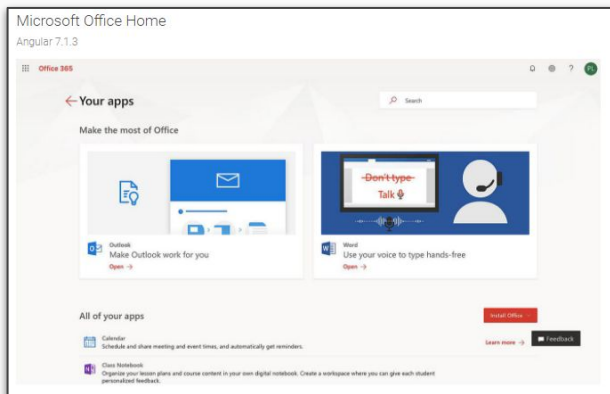 Microsoft Office Home
Angular 7.1.3
Office 365
?
PL
Your apps
Search
Make the most of Office
Don't type
Talk
Outlook
Make Outlook work for you
Open →
Word
Use your voice to type hands-free
Open →
All of your apps
Install Office
Calendar
Schedule and share meeting and event times, and automatically get reminders.
Learn more →
Feedback
Class Notebook
Organize your lesson plans and course content in your own digital notebook. Create a workspace where you can give each student
personalized feedback.